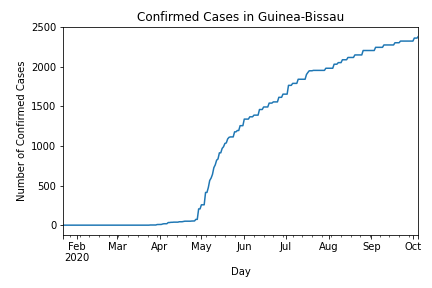 Confirmed Cases in Guinea-Bissau
Number of Confirmed Cases
2500
2000
1500
1000
500
0
Feb Mar Apr May Jun Jul Aug Sep Oct
2020
Day